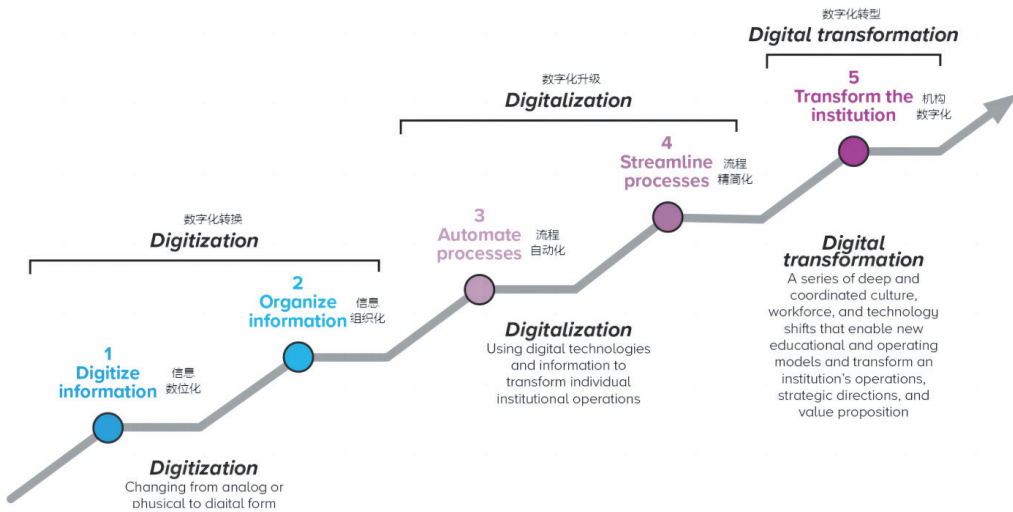 数字化转型
Digital transformation
5
Transform the
institution
机构
数字化
数字化升级
Digitalization
4
Streamline
processes
流程
精简化
3
Automate
processes
流程
自动化
数字化转换
Digitization
2
Organize
information
信息
组织化
1
Digitize
information
信息
数位化
Digitization
Changing from analog or
physical to digital form
Digitalization
Using digital technologies
and information to
transform individual
institutional operations
Digital
transformation
A series of deep and
coordinated culture,
workforce, and technology
shifts that enable new
educational and operating
models and transform an
institution's operations,
strategic directions, and
value proposition